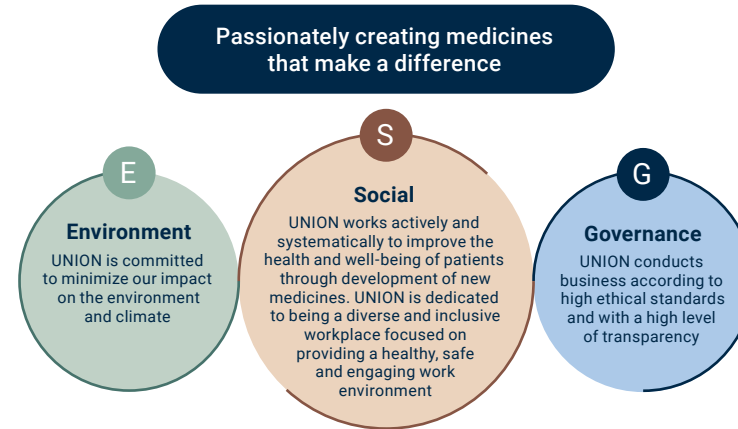 Passionately creating medicines
that make a difference
E
Environment
UNION is committed
to minimize our impact
on the environment
and climate
S
Social
UNION works actively and
systematically to improve the
health and well-being of patients
through development of new
medicines. UNION is dedicated
to being a diverse and inclusive
workplace focused on
providing a healthy, safe
and engaging work
environment
G
Governance
UNION conducts
business according to
high ethical standards
and with a high level
of transparency